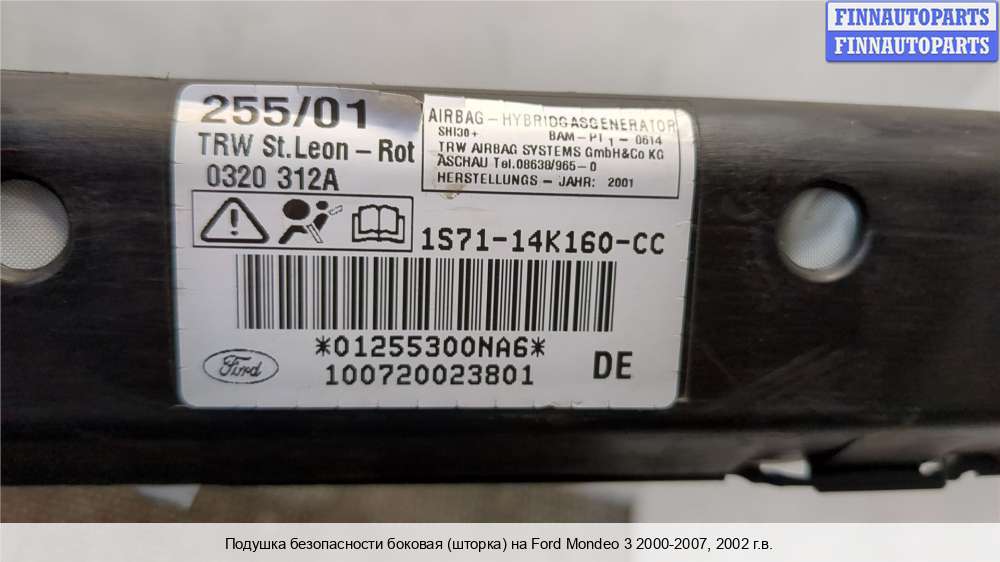 FINNAUTOPARTS
FINNAUTOPARTS
255/01
TRW St.Leon - Rot
0320 312A
AIRBAG - HYBRIDGASGENERATOR
SHI30+ BAM-PT1-0614
TRW AIRBAG SYSTEMS GmbH&Co KG
ASCHAU Tel.08638/965-0
HERSTELLUNGS - JAHR: 2001
1S71-14K160-CC
*01255300NA6*
100720023801
DE
Ford
Подушка безопасности боковая (шторка) на Ford Mondeo 3 2000-2007, 2002 г.в.